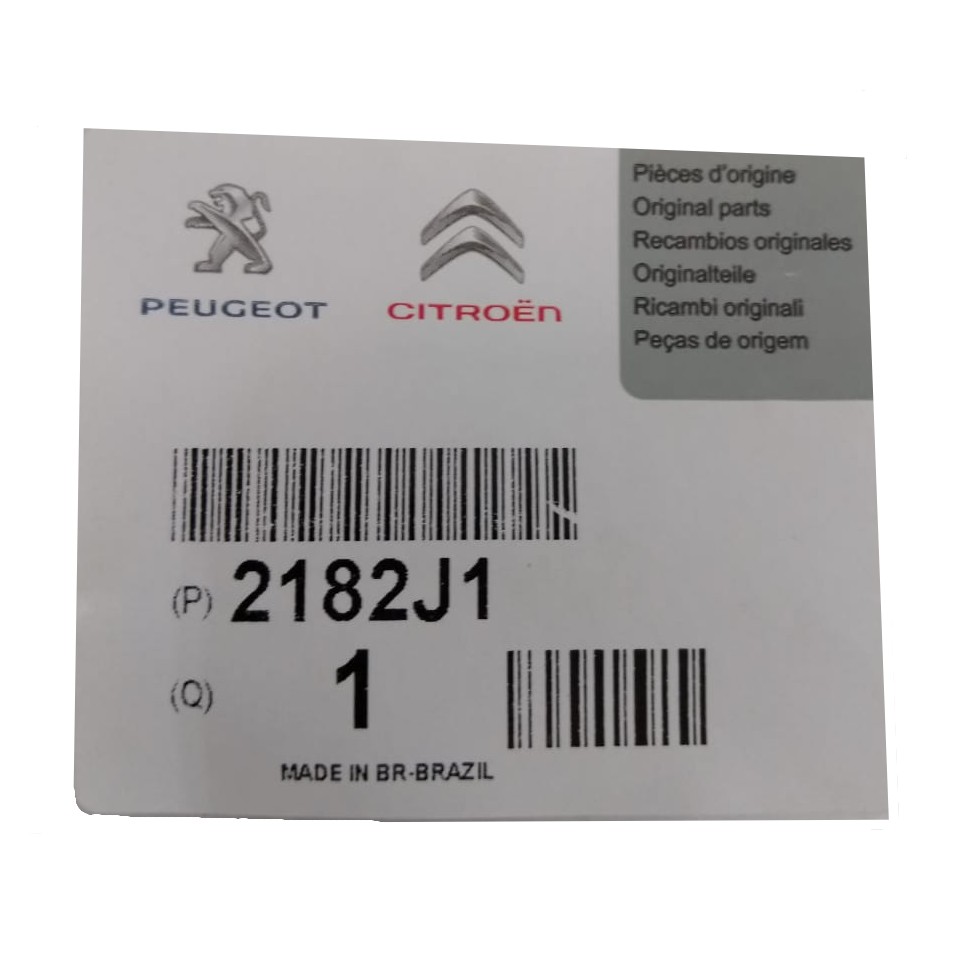 PEUGEOT
CITROËN
Pièces d'origine
Original parts
Recambios originales
Originalteile
Ricambi originali
Peças de origem
(P) 2182J1
(Q) 1
MADE IN BR-BRAZIL